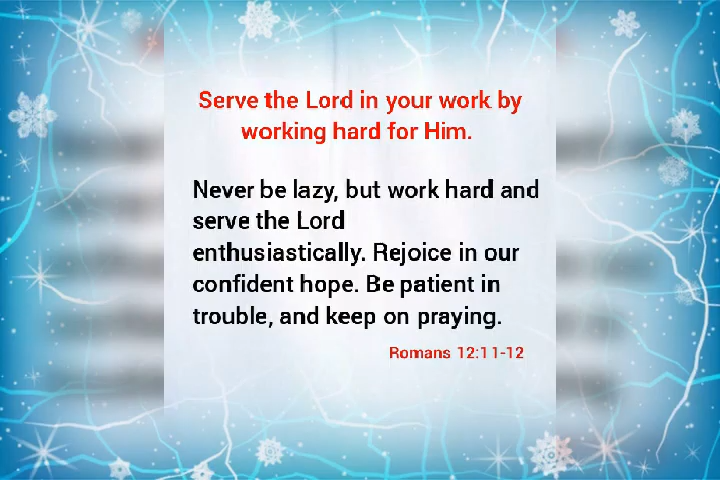 Serve the Lord in your work by
working hard for Him.
Never be lazy, but work hard and
serve the Lord
enthusiastically. Rejoice in our
confident hope. Be patient in
trouble, and keep on praying.
Romans 12:11-12